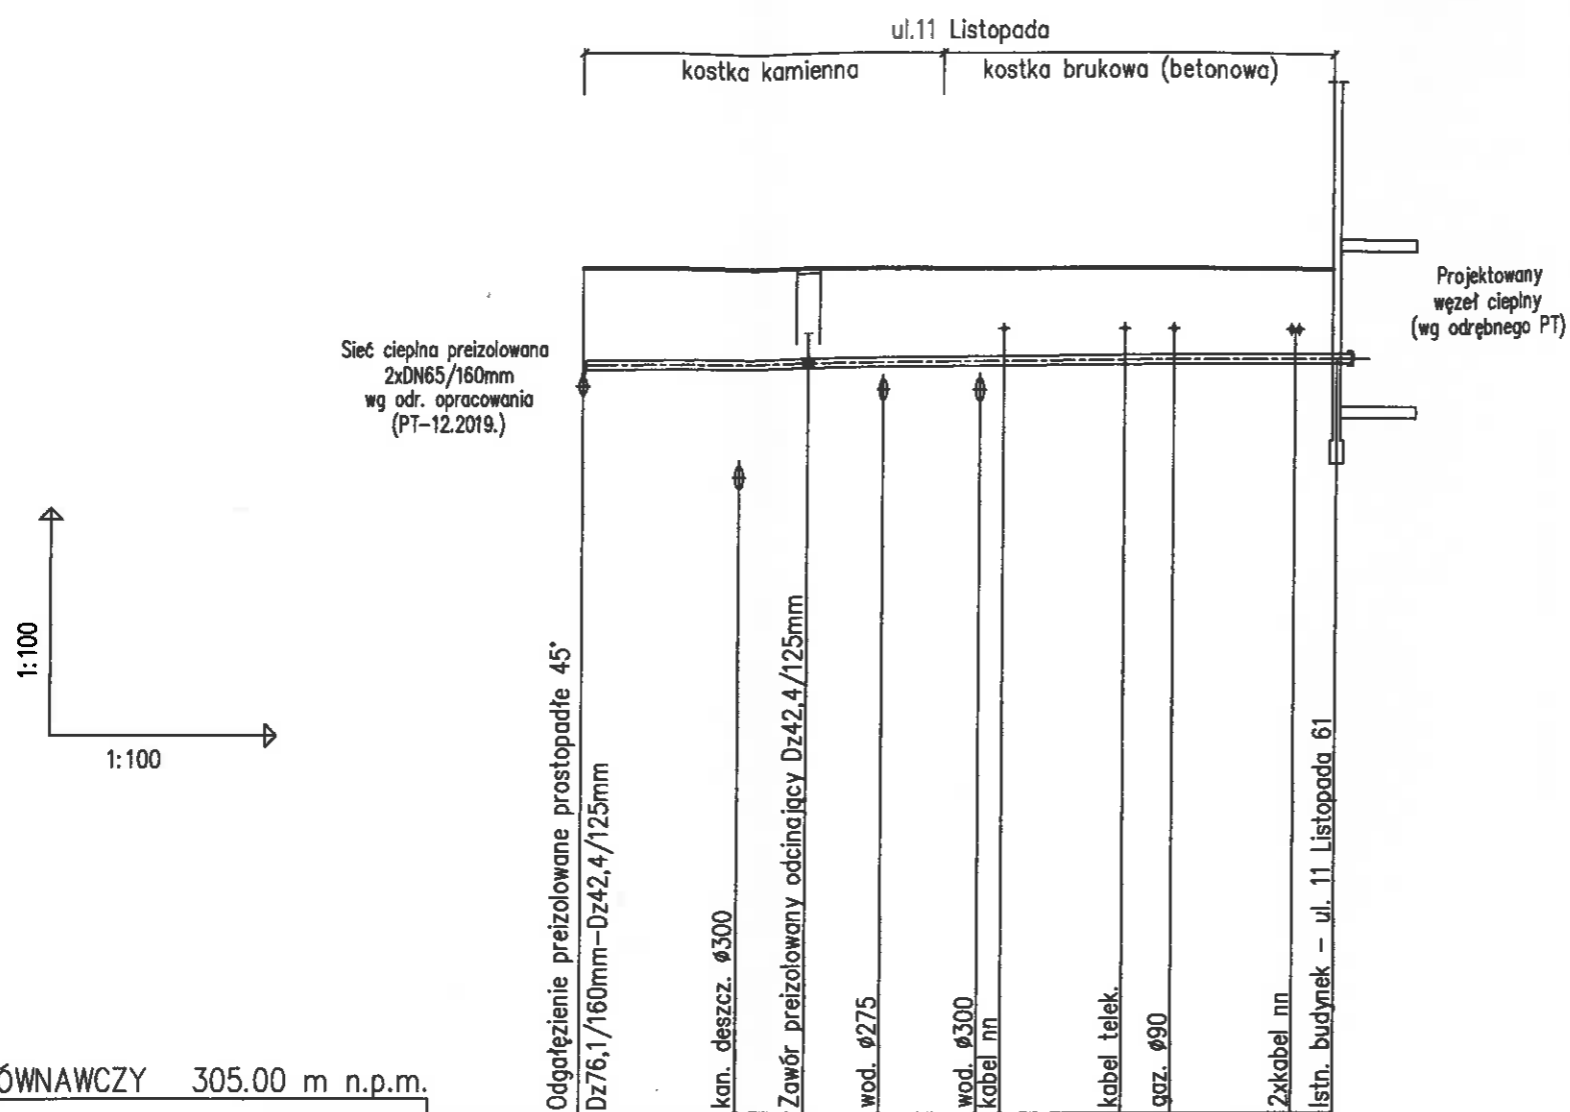 ul.11 Listopada
kostka kamienna
kostka brukowa (betonowa)
Projektowany
węzeł cieplny
(wg odrębnego PT)
Sieć cieplna preizolowana
2xDN65/160mm
wg odr. opracowania
(PT-12.2019.)
1:100
1:100
Odgałęzienie preizolowane prostopadłe 45°
Dz76,1/160mm-Dz42,4/125mm
kan. deszcz. ø300
Zawór preizolowany odcinający Dz42,4/125mm
wod. ø275
wod. ø300
kabel nn
kabel telek.
gaz. ø90
2xkabel nn
Istn. budynek – ul. 11 Listopada 61
ÓWNAWCZY 305.00 m n.p.m.